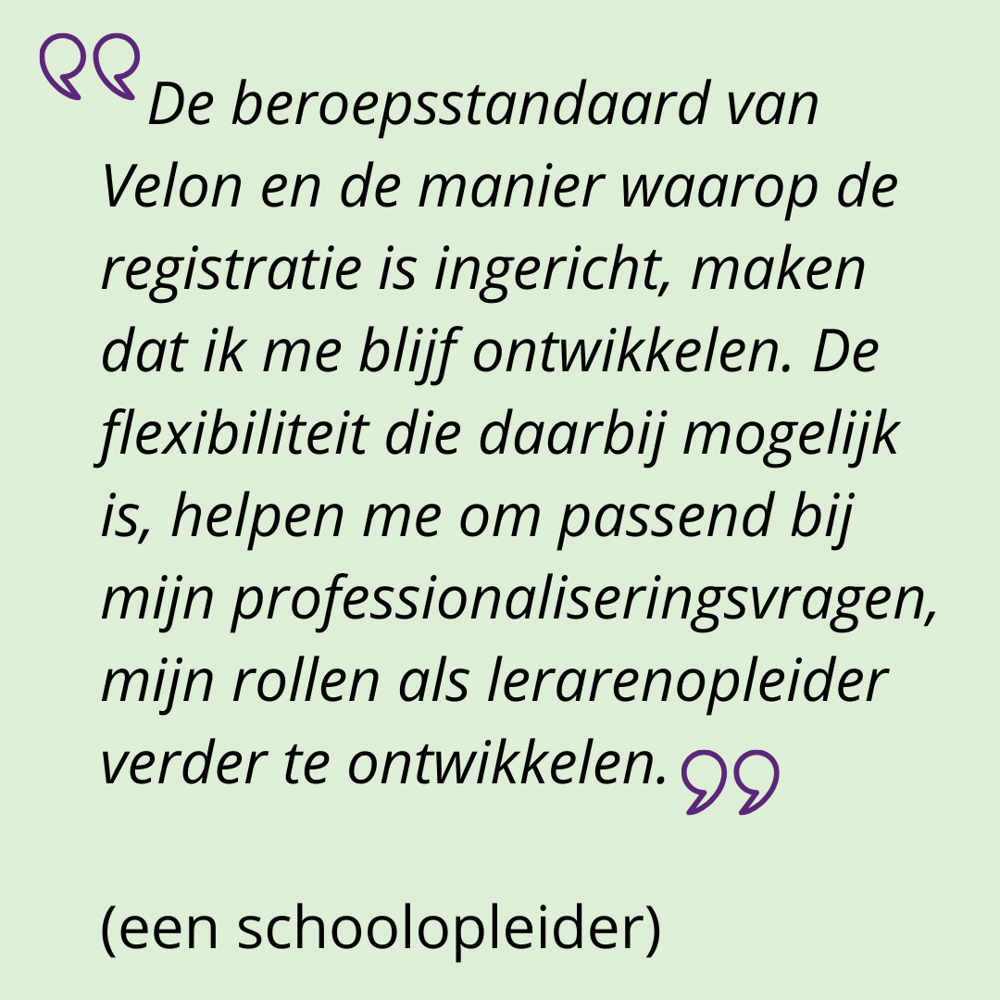 De beroepsstandaard van
Velon en de manier waarop de
registratie is ingericht, maken
dat ik me blijf ontwikkelen. De
flexibiliteit die daarbij mogelijk
is, helpen me om passend bij
mijn professionaliseringsvragen,
mijn rollen als lerarenopleider
verder te ontwikkelen.
(een schoolopleider)